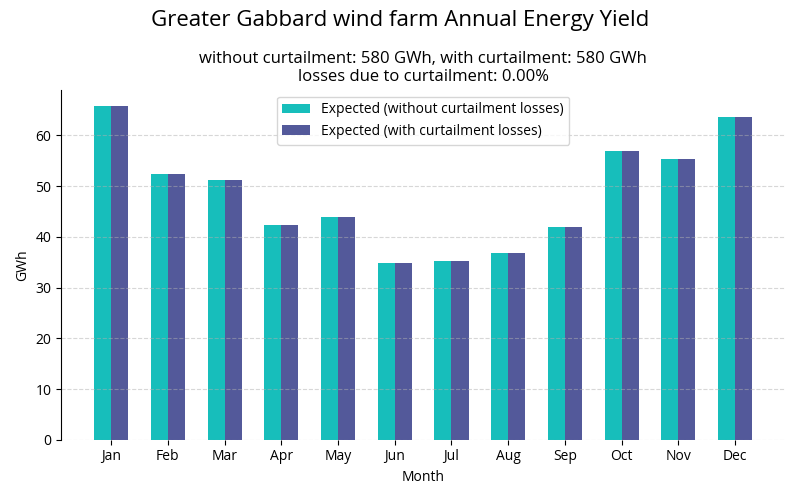 Greater Gabbard wind farm Annual Energy Yield
without curtailment: 580 GWh, with curtailment: 580 GWh
losses due to curtailment: 0.00%
Expected (without curtailment losses)
Expected (with curtailment losses)
60
50
40
30
20
10
0
GWh
Jan Feb Mar Apr May Jun Jul Aug Sep Oct Nov Dec
Month